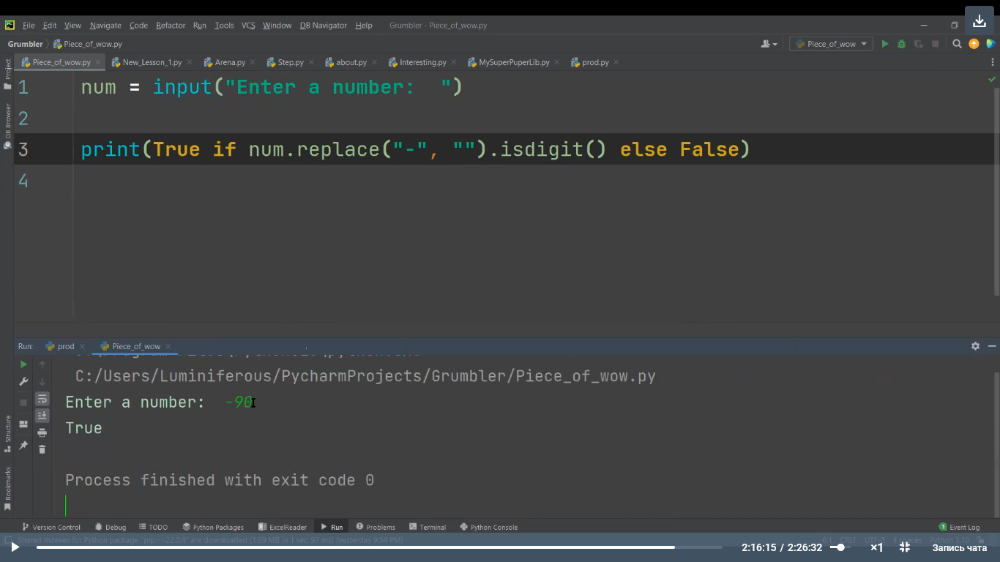 File Edit View Navigate Code Refactor Run Tools VCS Window DB Navigator Help Grumbler - Piece_of_wow.py
Grumbler Piece_of_wow.py Piece_of_wow
Piece_of_wow.py New_Lesson_1.py Arena.py Step.py about.py Interesting.py MySuperPuperLib.py prod.py
Project
DB Browser
1 num = input("Enter a number:  ")
2
3 print(True if num.replace("-", "").isdigit() else False)
4
Run: prod Piece_of_wow
C:/Users/Luminiferous/PycharmProjects/Grumbler/Piece_of_wow.py
Enter a number:  -90
True
Process finished with exit code 0
Structure
Bookmarks
Version Control Debug TODO Python Packages ExcelReader Run Problems Terminal Python Console 1 Event Log
Shared indexes for Python package "pip==22.0.4" are downloaded (1.69 MB in 1 sec, 97 ms) (yesterday 9:54 PM) 6:1 CRLF UTF-8 4 spaces Python 3.10
2:16:15 / 2:26:32 ×1 Запись чата